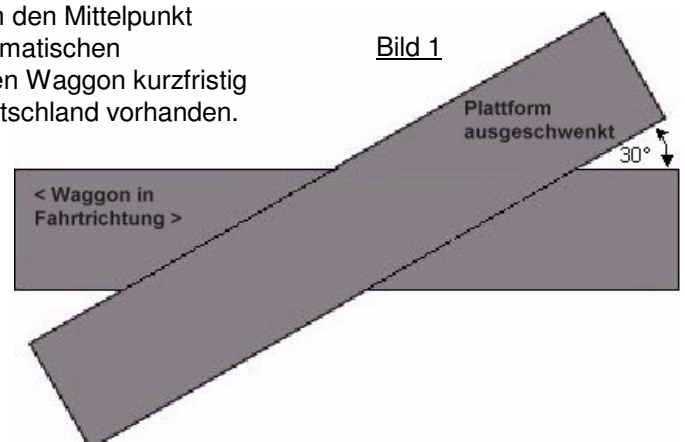 den Mittelpunkt
matischen
en Waggon kurzfristig
tschland vorhanden.
Bild 1
Plattform
ausgeschwenkt
30°
< Waggon in
Fahrtrichtung >